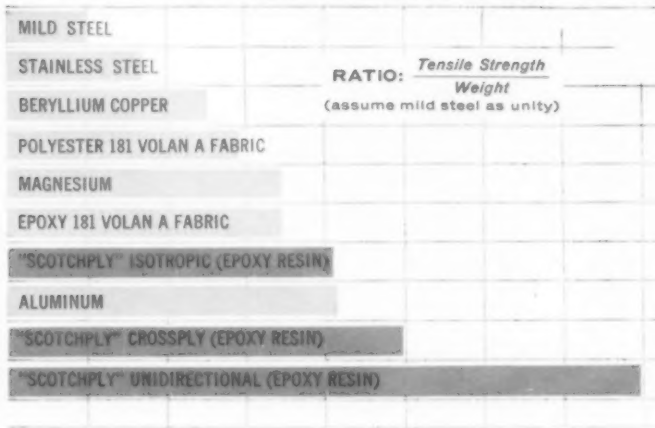 MILD STEEL
STAINLESS STEEL
RATIO: Tensile Strength
Weight
(assume mild steel as unity)
BERYLLIUM COPPER
POLYESTER 181 VOLAN A FABRIC
MAGNESIUM
EPOXY 181 VOLAN A FABRIC
"SCOTCHPLY" ISOTROPIC (EPOXY RESIN)
ALUMINUM
"SCOTCHPLY" CROSSPLY (EPOXY RESIN)
"SCOTCHPLY" UNIDIRECTIONAL (EPOXY RESIN)